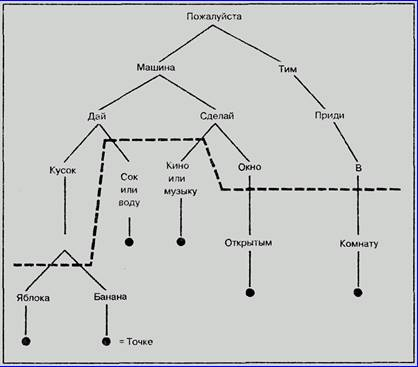 Пожалуйста
Машина
Тим
Дай
Сделай
Приди
Кусок
Сок
или
воду
Кино
или
музыку
Окно
В
Открытым
Комнату
Яблока
Банана
= Точке